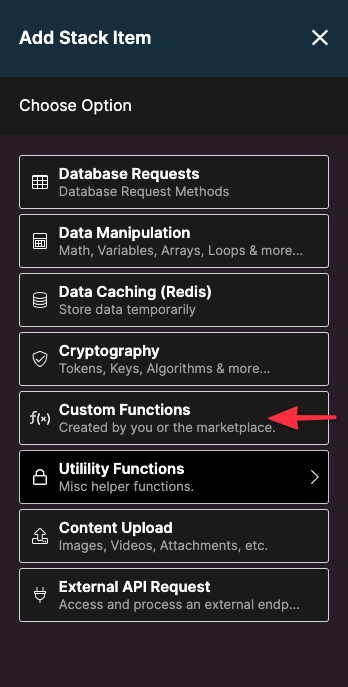 Add Stack Item
Choose Option
Database Requests
Database Request Methods
Data Manipulation
Math, Variables, Arrays, Loops & more...
Data Caching (Redis)
Store data temporarily
Cryptography
Tokens, Keys, Algorithms & more...
f(x)
Custom Functions
Created by you or the marketplace.
Utilility Functions
Misc helper functions.
Content Upload
Images, Videos, Attachments, etc.
External API Request
Access and process an external endp...